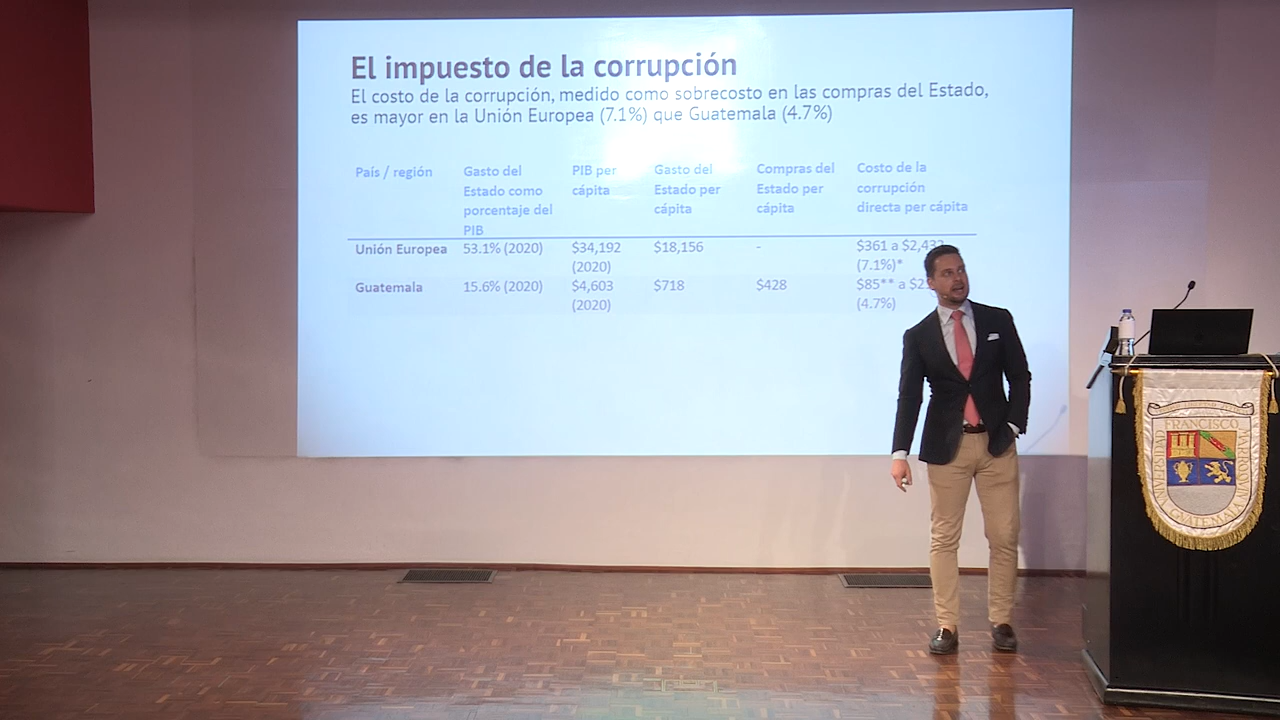 El impuesto de la corrupción
El costo de la corrupción, medido como sobrecosto en las compras del Estado,
es mayor en la Unión Europea (7.1%) que Guatemala (4.7%)
País / región
Gasto del
Estado como
porcentaje del
PIB
PIB per
cápita
Gasto del
Estado per
cápita
Compras del
Estado per
cápita
Costo de la
corrupción
directa per cápita
Unión Europea 53.1% (2020) $34,192 $18,156 - $361 a
(2020) (7.1%)*
Guatemala 15.6% (2020) $4,603 $718 $428 $85** a
(2020) (4.7%)
FRANCISCO
GUATEMALA